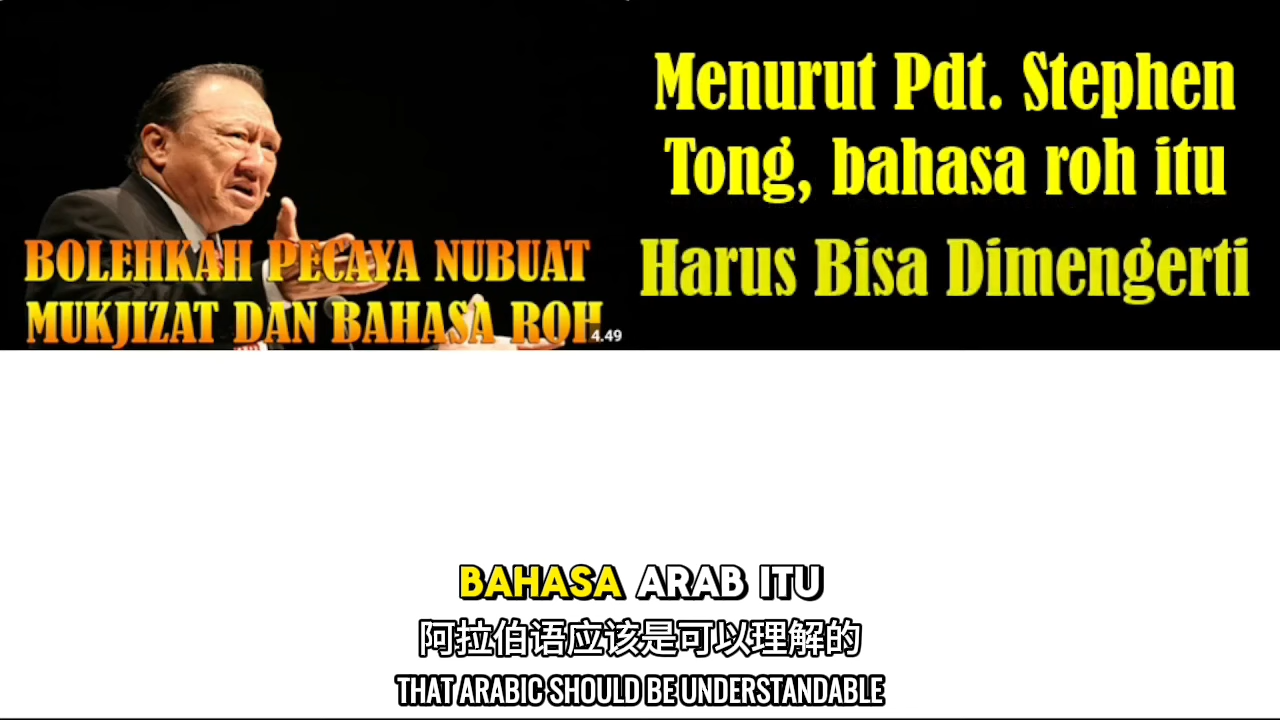 BOLEHKAH PECAYA NUBUAT
MUKJIZAT DAN BAHASA ROH
4.49
Menurut Pdt. Stephen
Tong, bahasa roh itu
Harus Bisa Dimengerti
BAHASA ARAB ITU
阿拉伯语应该是可以理解的
THAT ARABIC SHOULD BE UNDERSTANDABLE